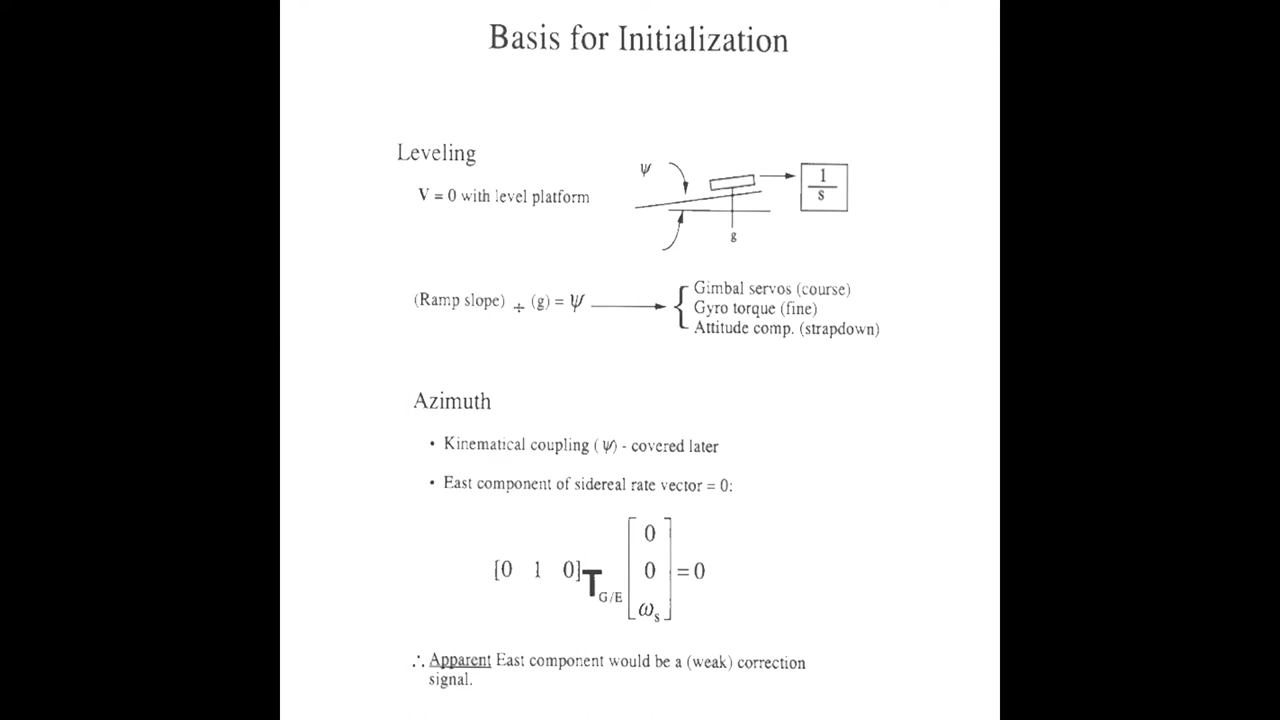 Basis for Initialization
Leveling
V = 0 with level platform
ψ
1
s
g
(Ramp slope) ÷ (g) = ψ
Gimbal servos (course)
Gyro torque (fine)
Attitude comp. (strapdown)
Azimuth
• Kinematical coupling ( ψ) - covered later
• East component of sidereal rate vector = 0:
0
[0 1 0]T G/E 0 = 0
ωs
∴ Apparent East component would be a (weak) correction
signal.